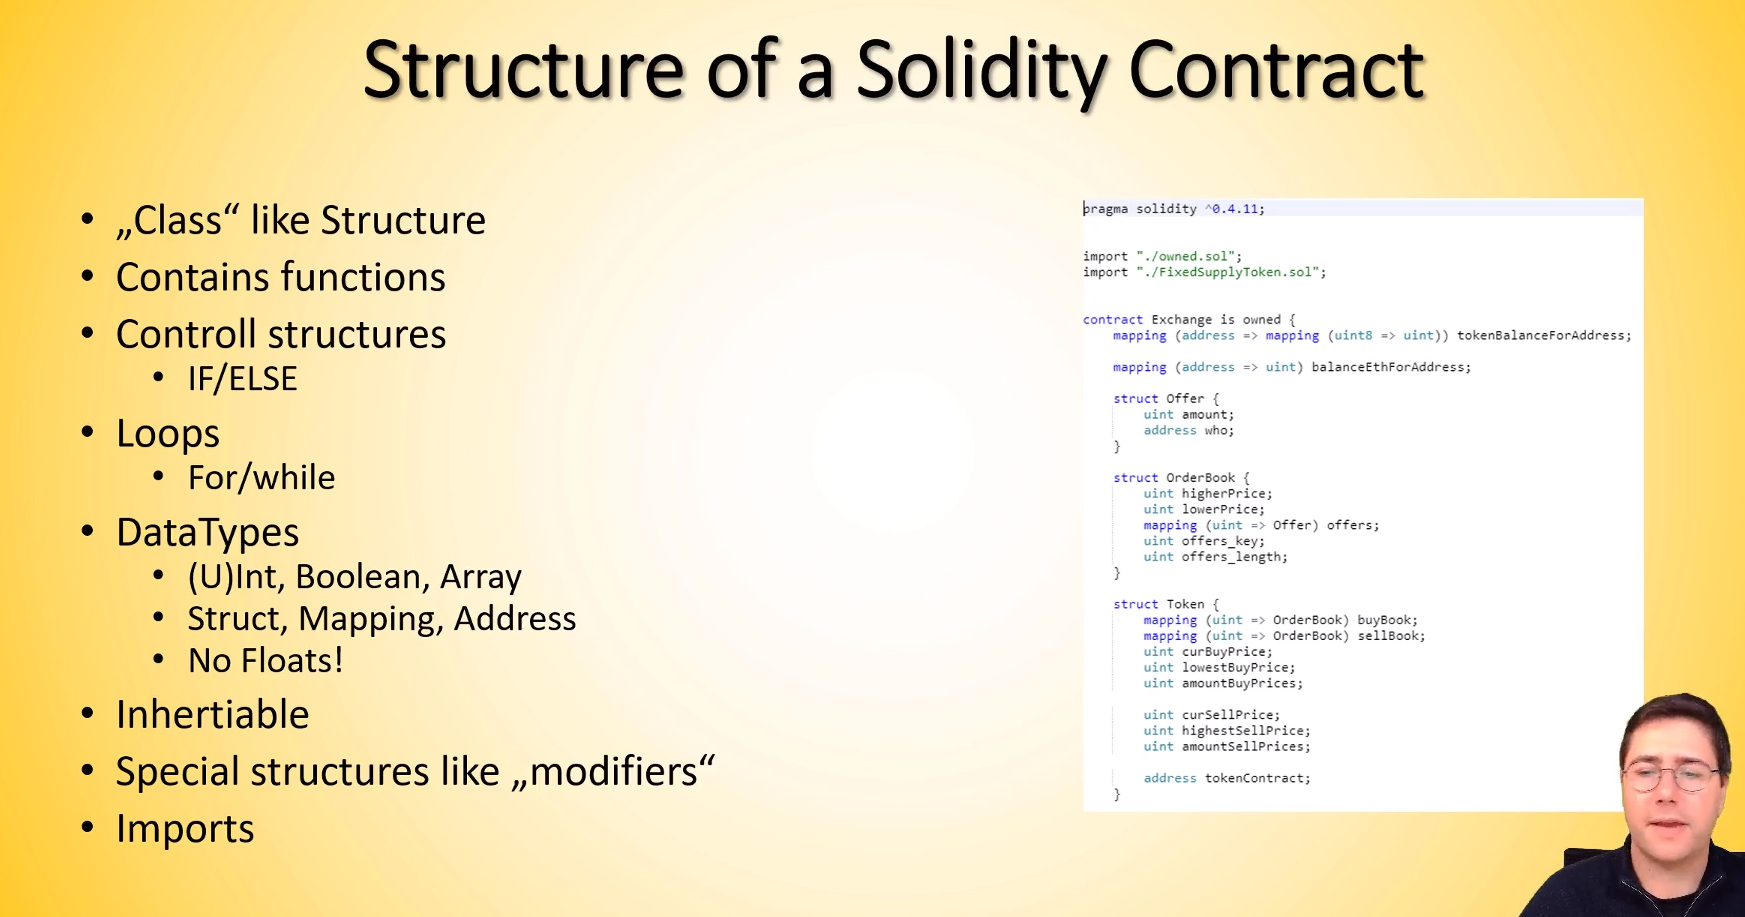 Structure of a Solidity Contract
• „Class“ like Structure
• Contains functions
• Controll structures
• IF/ELSE
• Loops
• For/while
• DataTypes
• (U)Int, Boolean, Array
• Struct, Mapping, Address
• No Floats!
• Inhertiable
• Special structures like „modifiers“
• Imports
pragma solidity ^0.4.11;
import "./owned.sol";
import "./FixedSupplyToken.sol";
contract Exchange is owned {
mapping (address => mapping (uint8 => uint)) tokenBalanceForAddress;
mapping (address => uint) balanceEthForAddress;
struct Offer {
uint amount;
address who;
}
struct OrderBook {
uint higherPrice;
uint lowerPrice;
mapping (uint => Offer) offers;
uint offers_key;
uint offers_length;
}
struct Token {
mapping (uint => OrderBook) buyBook;
mapping (uint => OrderBook) sellBook;
uint curBuyPrice;
uint lowestBuyPrice;
uint amountBuyPrices;
uint curSellPrice;
uint highestSellPrice;
uint amountSellPrices;
address tokenContract;
}